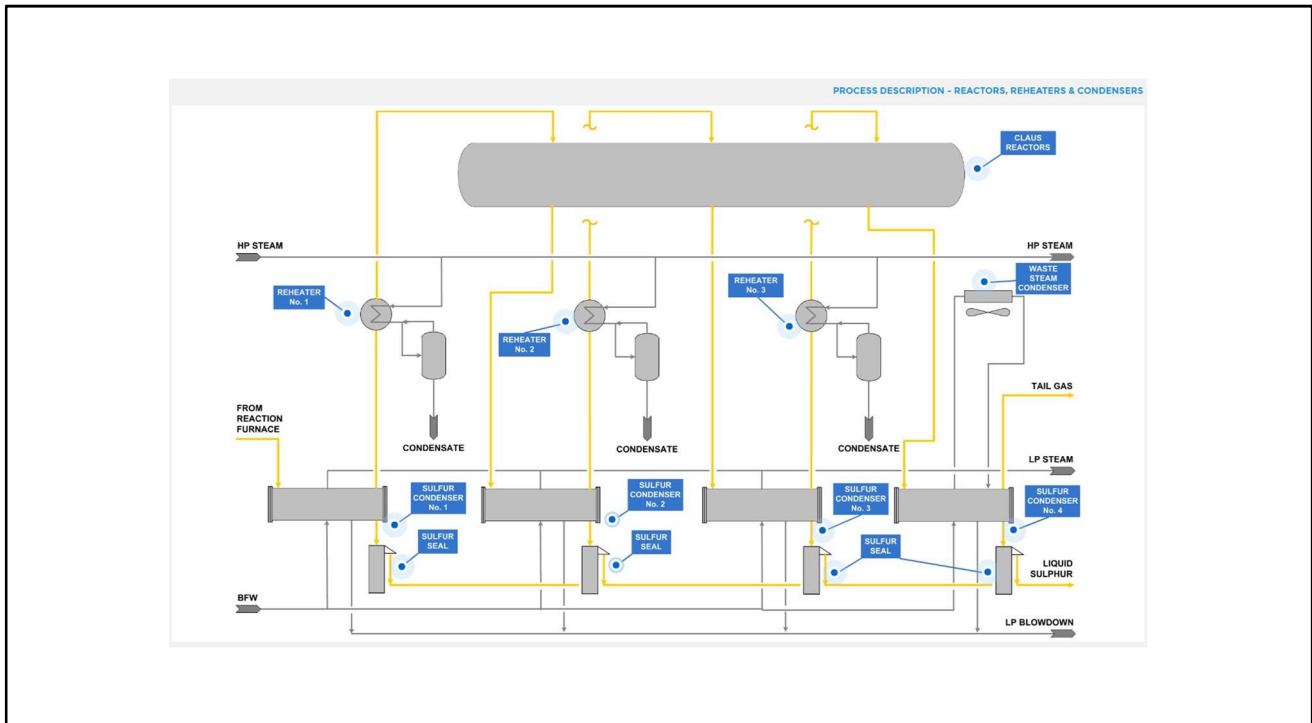 PROCESS DESCRIPTION - REACTORS, REHEATERS & CONDENSERS
CLAUS
REACTORS
HP STEAM
HP STEAM
WASTE
STEAM
CONDENSER
REHEATER
No. 1
REHEATER
No. 2
REHEATER
No. 3
TAIL GAS
FROM
REACTION
FURNACE
CONDENSATE
CONDENSATE
CONDENSATE
LP STEAM
SULFUR
CONDENSER
No. 1
SULFUR
CONDENSER
No. 2
SULFUR
CONDENSER
No. 3
SULFUR
CONDENSER
No. 4
SULFUR
SEAL
SULFUR
SEAL
SULFUR
SEAL
LIQUID
SULPHUR
BFW
LP BLOWDOWN